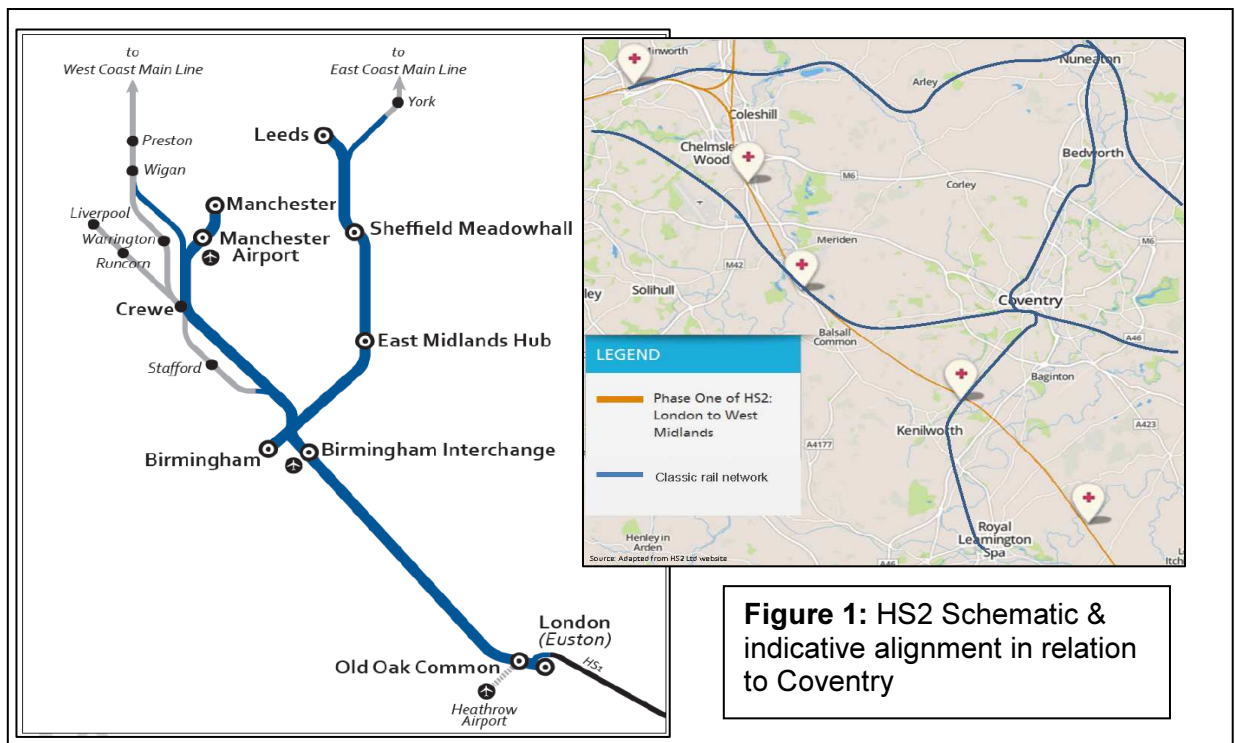 to
West Coast Main Line
to
East Coast Main Line
York
Preston
Wigan
Leeds
Manchester
Liverpool
Warrington
Runcorn
Manchester
Airport
Sheffield Meadowhall
Crewe
East Midlands Hub
Stafford
Birmingham
Birmingham Interchange
London
(Euston)
Old Oak Common
HS1
Heathrow
Airport
Minworth
Nuneaton
Arley
Coleshill
Chelmsley
Wood
Bedworth
M6
Corley
Meriden
M6
M42
Solihull
Coventry
Balsall
Common
A46
Baginton
A423
Kenilworth
A4177
Royal
Leamington
Spa
Henley in
Arden
A46
Itch
LEGEND
Phase One of HS2:
London to West
Midlands
Classic rail network
Source: Adapted from HS2 Ltd website
Figure 1: HS2 Schematic &
indicative alignment in relation
to Coventry